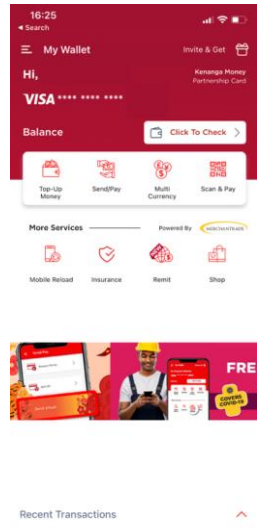 16:25
Search
My Wallet
Invite & Get
Hi,
Kenanga Money
Partnership Card
VISA **** **** ****
Balance
Click To Check
Top-Up Money
Send/Pay
Multi Currency
Scan & Pay
More Services
Powered By
MERCHANTRADE
Mobile Reload
Insurance
Remit
Shop
FREE
COVERS
COVID-19
Recent Transactions